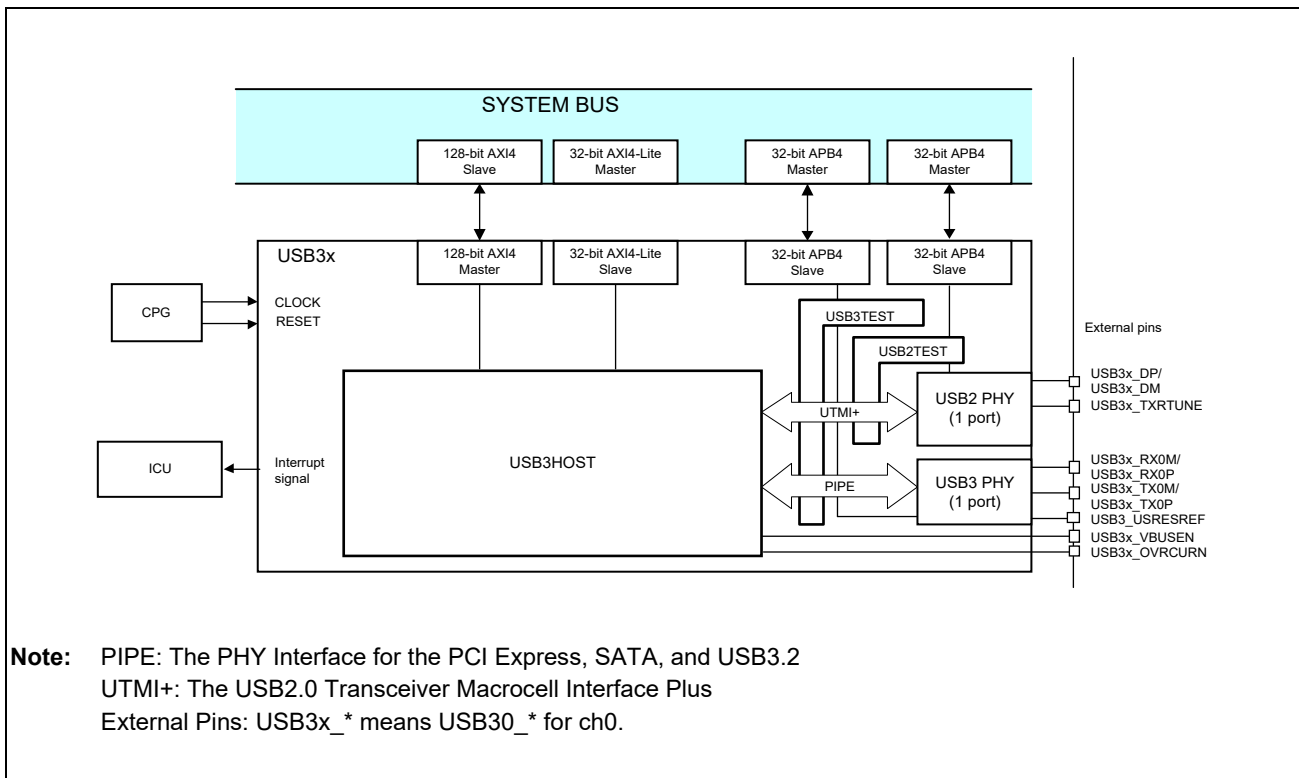 SYSTEM BUS
128-bit AXI4
Slave
32-bit AXI4-Lite
Master
32-bit APB4
Master
32-bit APB4
Master
USB3x
128-bit AXI4
Master
32-bit AXI4-Lite
Slave
32-bit APB4
Slave
32-bit APB4
Slave
CPG
CLOCK
RESET
USB3TEST
USB2TEST
External pins
USB3HOST
UTMI+
USB2 PHY
(1 port)
USB3x_DP/
USB3x_DM
USB3x_TXRTUNE
ICU
Interrupt
signal
PIPE
USB3 PHY
(1 port)
USB3x_RX0M/
USB3x_RX0P
USB3x_TX0M/
USB3x_TX0P
USB3_USRESREF
USB3x_VBUSEN
USB3x_OVRCURN
Note: PIPE: The PHY Interface for the PCI Express, SATA, and USB3.2
UTMI+: The USB2.0 Transceiver Macrocell Interface Plus
External Pins: USB3x_* means USB30_* for ch0.